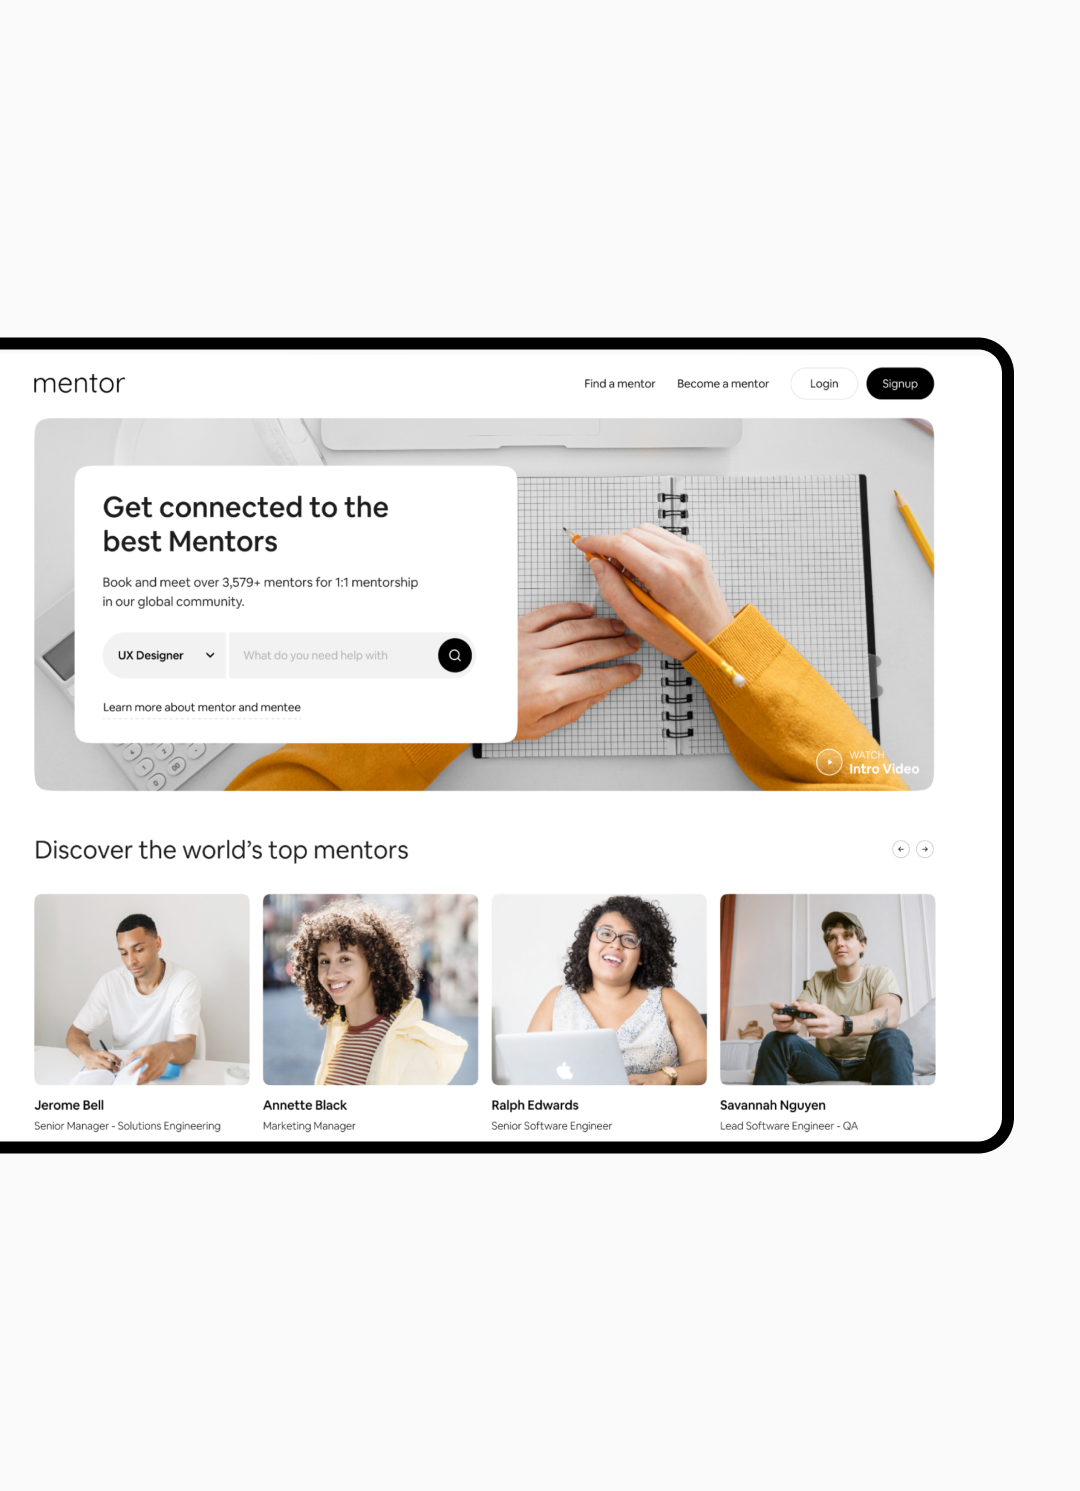 mentor
Find a mentor
Become a mentor
Login
Signup
Get connected to the
best Mentors
Book and meet over 3,579+ mentors for 1:1 mentorship
in our global community.
UX Designer
What do you need help with
Learn more about mentor and mentee
WATCH
Intro Video
Discover the world’s top mentors
Jerome Bell
Senior Manager - Solutions Engineering
Annette Black
Marketing Manager
Ralph Edwards
Senior Software Engineer
Savannah Nguyen
Lead Software Engineer - QA